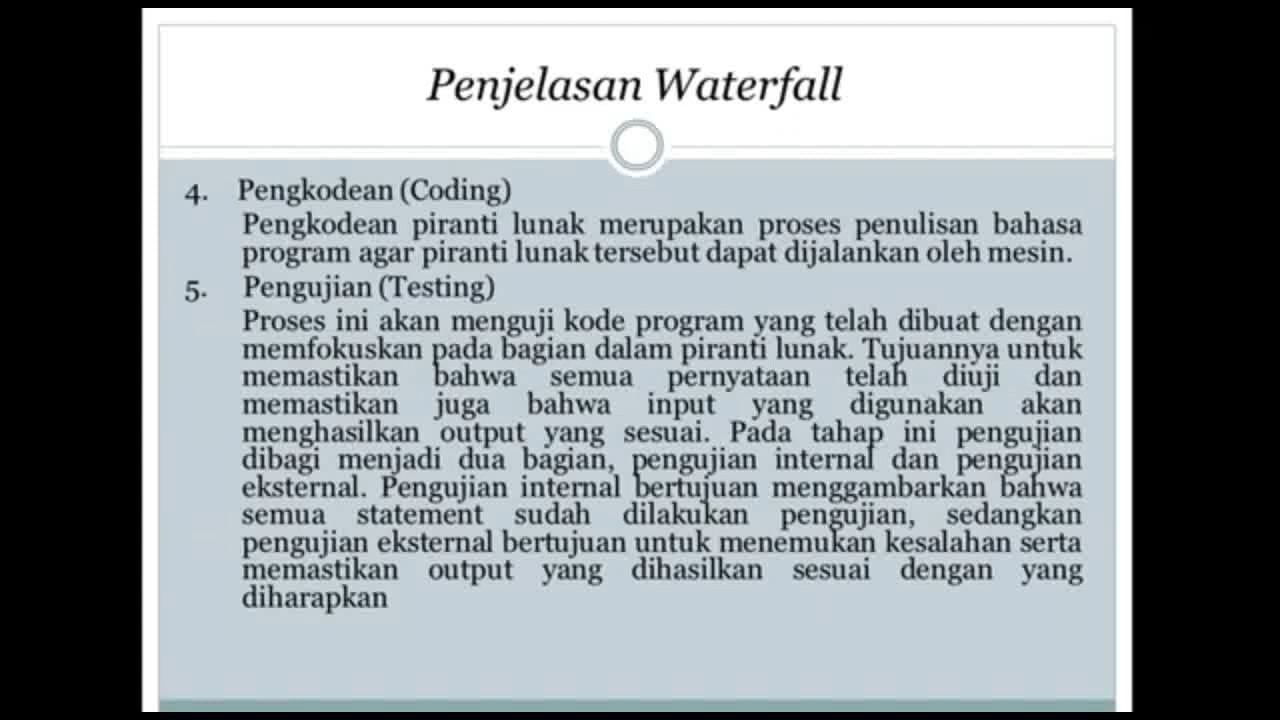 Penjelasan Waterfall
4. Pengkodean (Coding)
Pengkodean piranti lunak merupakan proses penulisan bahasa
program agar piranti lunak tersebut dapat dijalankan oleh mesin.
5. Pengujian (Testing)
Proses ini akan menguji kode program yang telah dibuat dengan
memfokuskan pada bagian dalam piranti lunak. Tujuannya untuk
memastikan bahwa semua pernyataan telah diuji dan
memastikan juga bahwa input yang digunakan akan
menghasilkan output yang sesuai. Pada tahap ini pengujian
dibagi menjadi dua bagian, pengujian internal dan pengujian
eksternal. Pengujian internal bertujuan menggambarkan bahwa
semua statement sudah dilakukan pengujian, sedangkan
pengujian eksternal bertujuan untuk menemukan kesalahan serta
memastikan output yang dihasilkan sesuai dengan yang
diharapkan